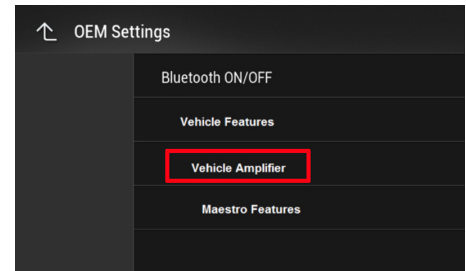 OEM Settings
Bluetooth ON/OFF
Vehicle Features
Vehicle Amplifier
Maestro Features